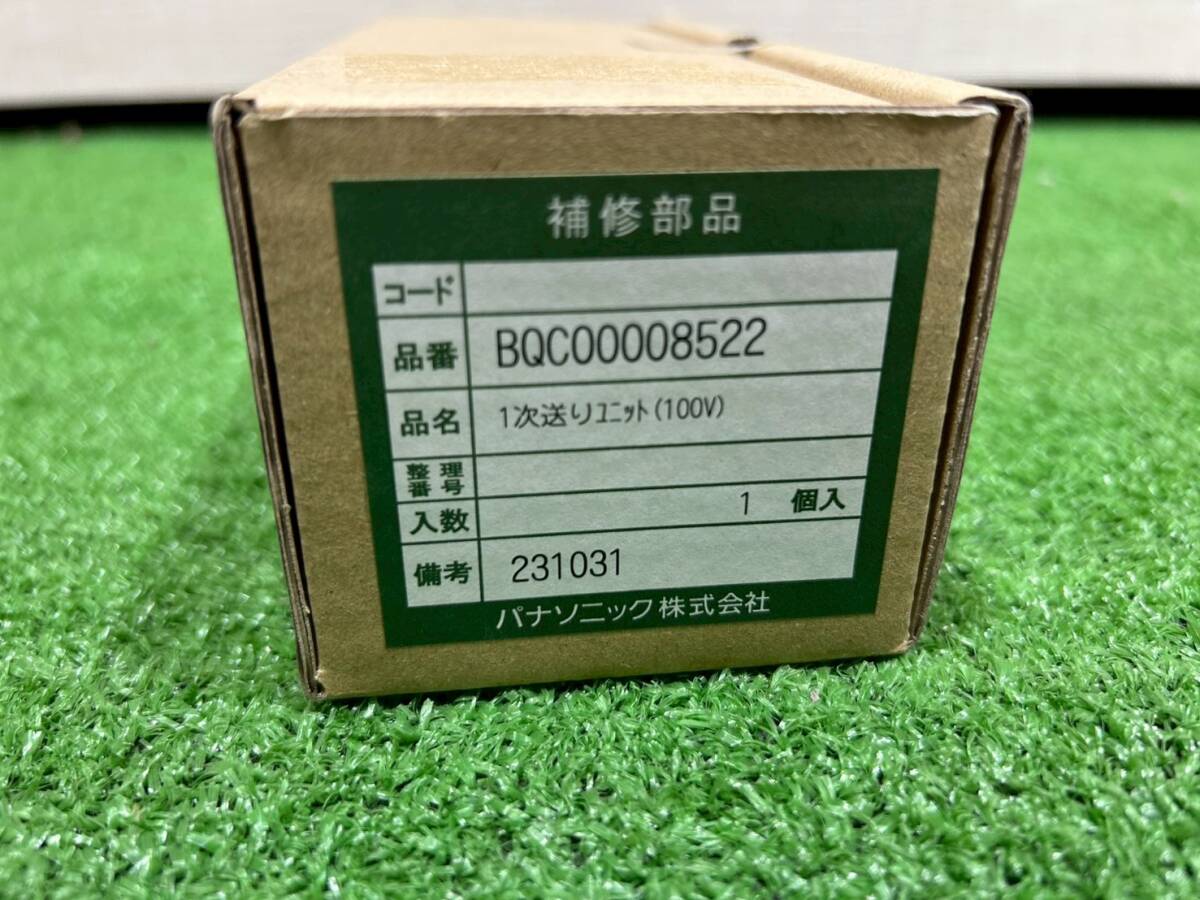 補修部品
コード
品番 BQC00008522
品名 1次送りﾕﾆｯﾄ(100V)
整理
番号
入数 1 個入
備考 231031
パナソニック株式会社